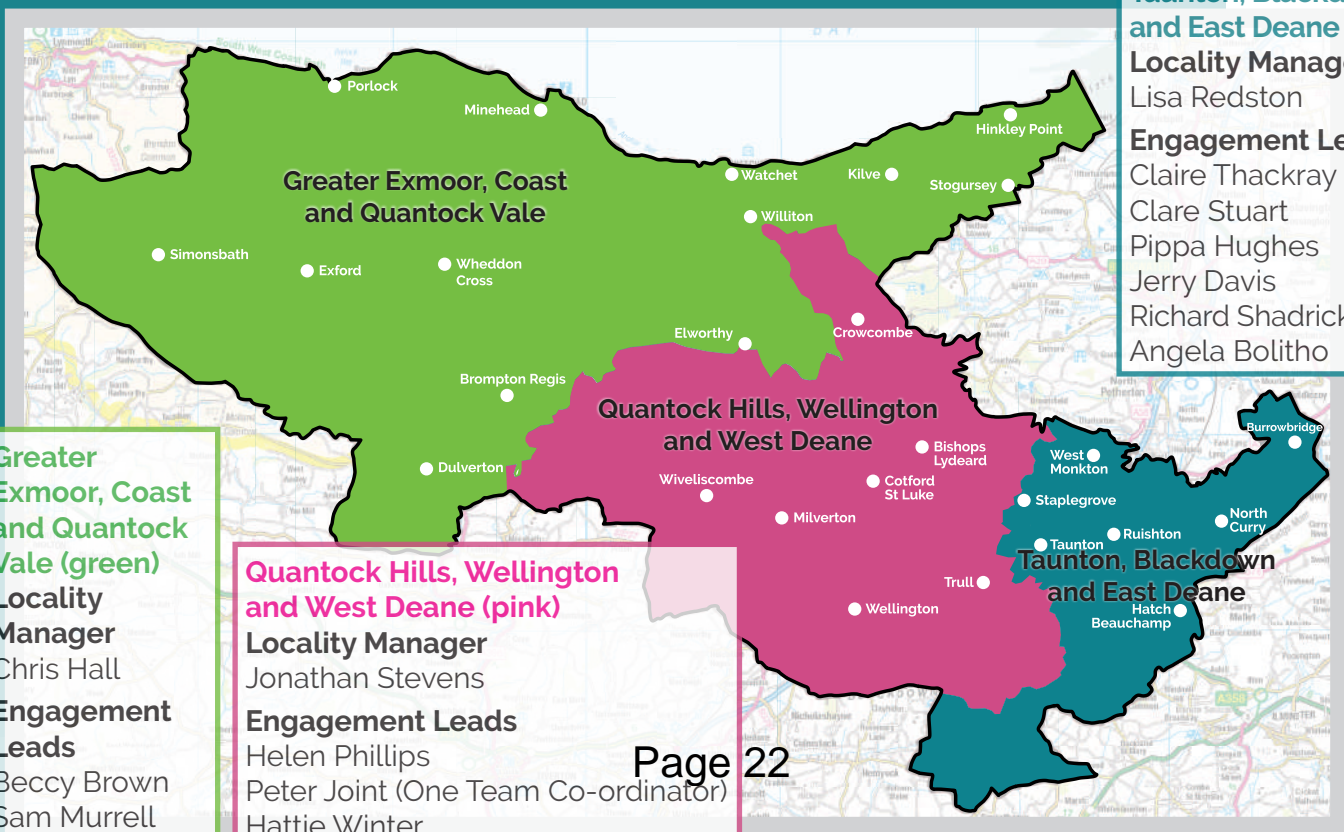 and East Deane
Lisa Redston
Claire Thackray
Clare Stuart
Pippa Hughes
Jerry Davis
Richard Shadrick
Angela Bolitho
Porlock
Minehead
Hinkley Point
Watchet
Kilve
Stogursey
Greater Exmoor, Coast
and Quantock Vale
Williton
Simonsbath
Exford
Wheddon
Cross
Elworthy
Crowcombe
Brompton Regis
Quantock Hills, Wellington
and West Deane
Bishops
Lydeard
Dulverton
Wiveliscombe
Cotford
St Luke
Milverton
Burrowbridge
West
Monkton
Staplegrove
North
Curry
Ruishton
Taunton
Taunton, Blackdown
and East Deane
Trull
Wellington
Hatch
Beauchamp
Greater
Exmoor, Coast
and Quantock
Vale (green)
Locality
Manager
Chris Hall
Engagement
Leads
Beccy Brown
Sam Murrell
Quantock Hills, Wellington
and West Deane (pink)
Locality Manager
Jonathan Stevens
Engagement Leads
Helen Phillips
Peter Joint (One Team Co-ordinator)
Hattie Winter
Page 22